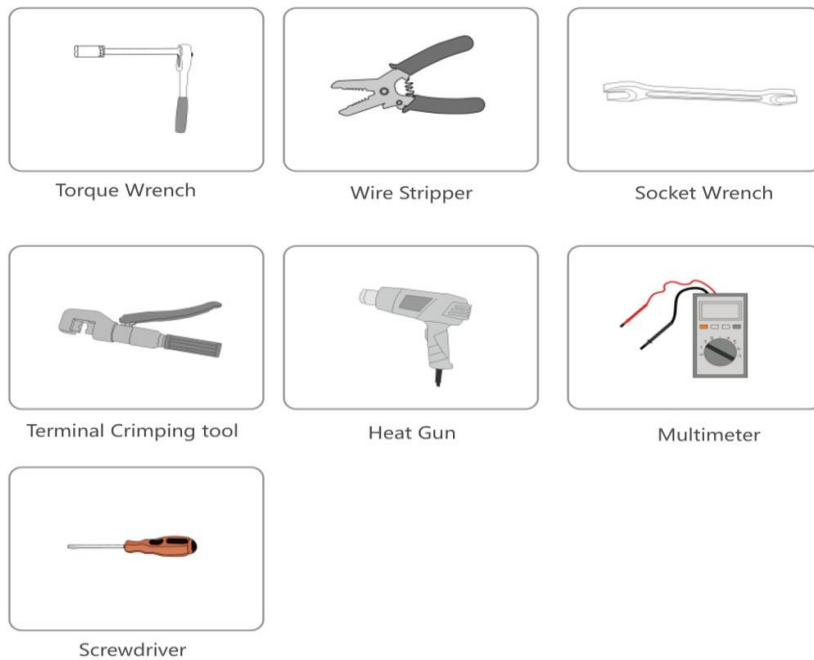 Torque Wrench
Wire Stripper
Socket Wrench
Terminal Crimping tool
Heat Gun
Multimeter
Screwdriver